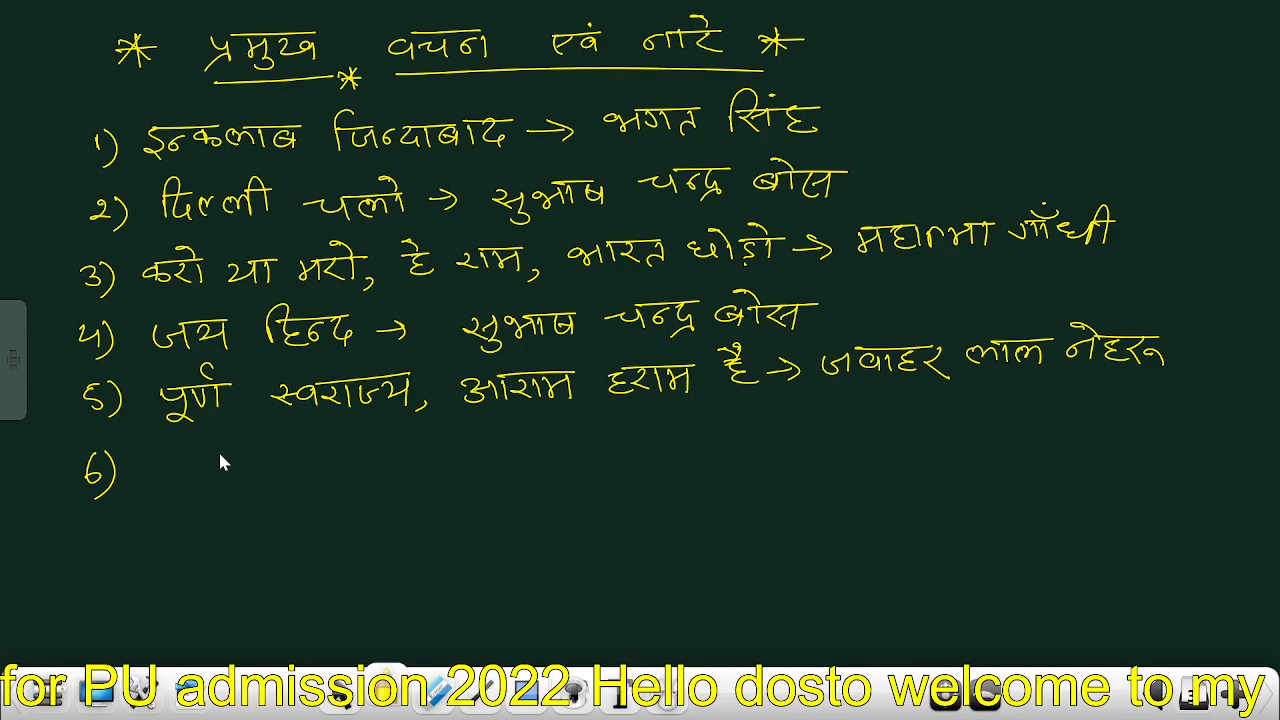 * प्रमुख * वचन एवं नारे *
1) इन्कलाब जिन्दाबाद → भगत सिंह
2) दिल्ली चलो → सुभाष चन्द्र बोस
3) करो या मरो, हे राम, भारत छोड़ो → महात्मा गाँधी
4) जय हिन्द → सुभाष चन्द्र बोस
5) पूर्ण स्वराज्य, आराम हराम है → जवाहर लाल नेहरू
6)
for PU admission 2022 Hello dosto welcome to my